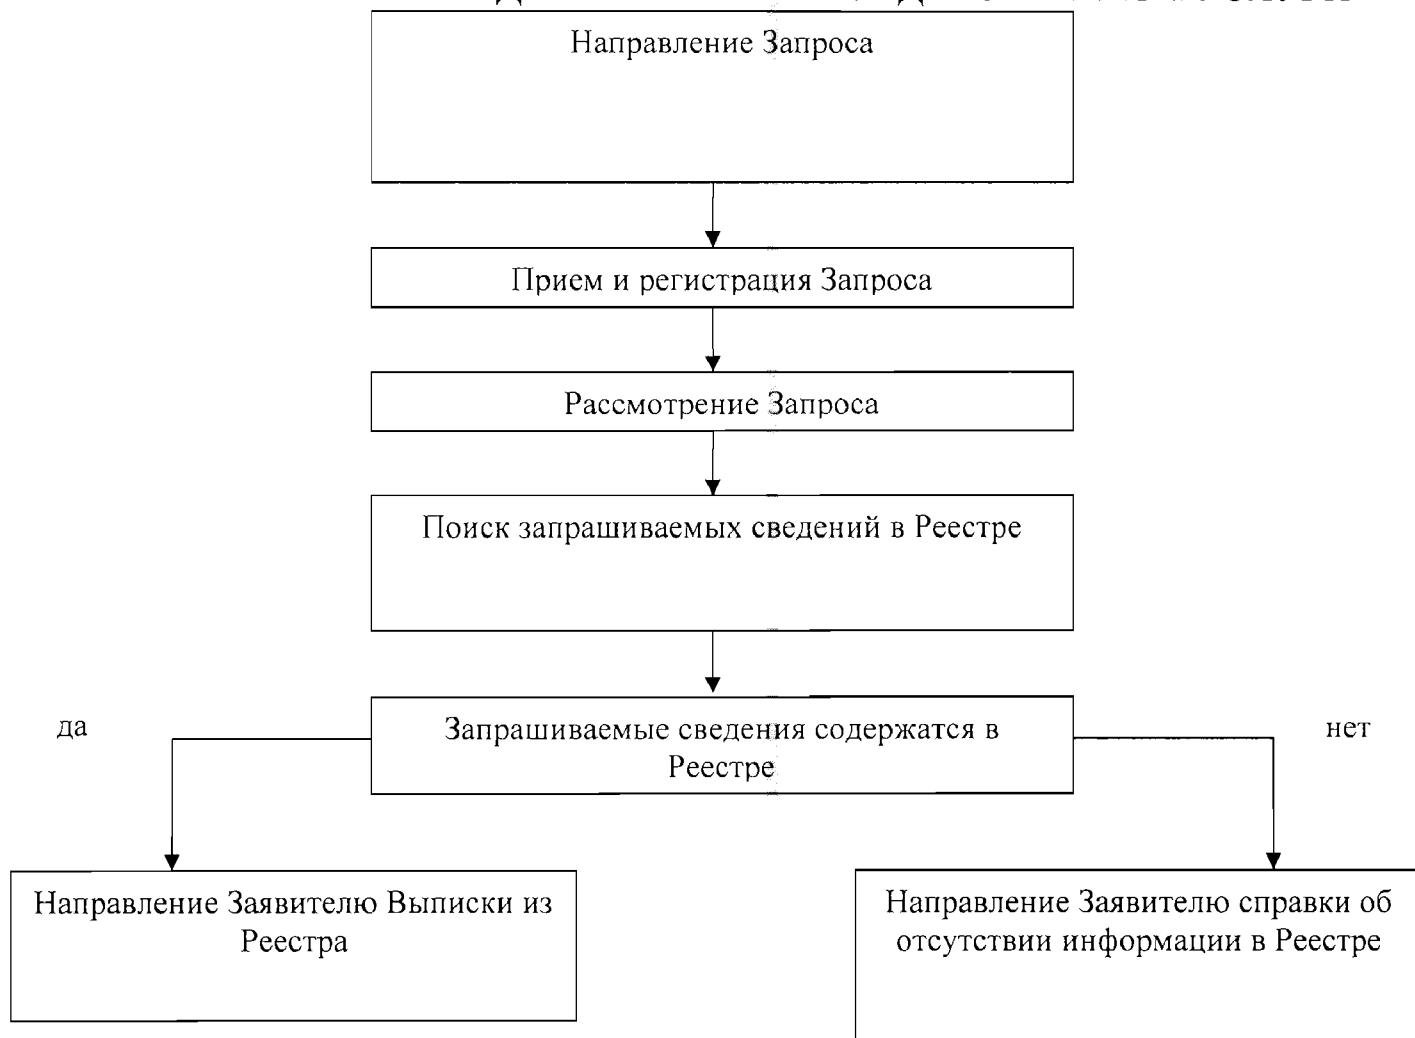 Направление Запроса
Прием и регистрация Запроса
Рассмотрение Запроса
Поиск запрашиваемых сведений в Реестре
да
Запрашиваемые сведения содержатся в
Реестре
нет
Направление Заявителю Выписки из
Реестра
Направление Заявителю справки об
отсутствии информации в Реестре